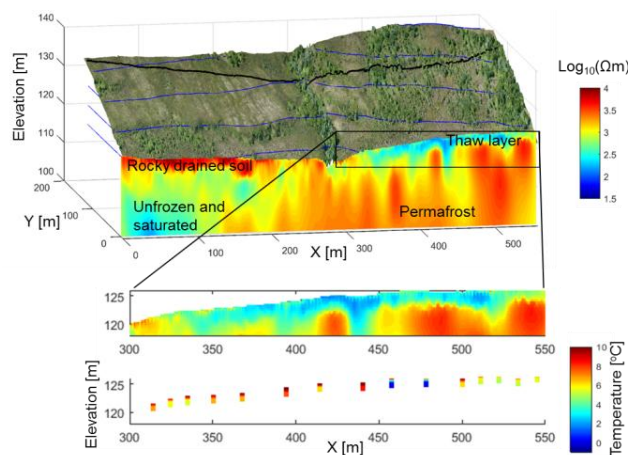 140
130
120
110
100
Elevation [m]
200
100
0
Y [m]
Rocky drained soil
Thaw layer
Unfrozen and
saturated
Permafrost
0 100 200 300 400 500
X [m]
Log₁₀(Ωm)
4
3.5
3
2.5
2
1.5
125
120
300 350 400 450 500 550
Elevation [m]
125
120
300 350 400 450 500 550
X [m]
10
8
6
4
2
0
Temperature [°C]